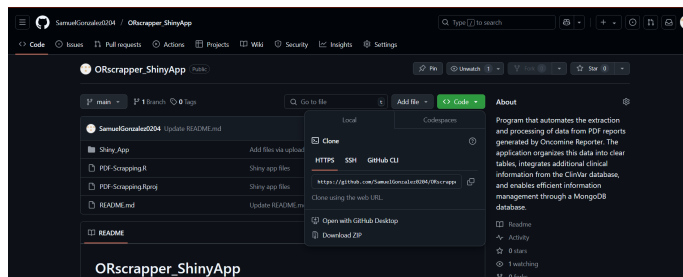 SamuelGonzalez0204 / ORscrapper_ShinyApp
Type / to search
Code Issues Pull requests Actions Projects Wiki Security Insights Settings
ORscrapper_ShinyApp Public
Pin Unwatch 1 Star 0
main 1 Branch 0 Tags
Go to file t Add file Code
SamuelGonzalez0204 Update README.md
Shiny_App Add files via upload
PDF-Scrapping.R Shiny app files
PDF-Scrapping.Rproj Shiny app files
README.md Update README.m
README
ORscrapper_ShinyApp
Local Codespaces
Clone
HTTPS SSH GitHub CLI
https://github.com/SamuelGonzalez0204/ORscrappe
Clone using the web URL.
Open with GitHub Desktop
Download ZIP
About
Program that automates the extraction
and processing of data from PDF reports
generated by Oncomine Reporter. The
application organizes this data into clear
tables, integrates additional clinical
information from the ClinVar database,
and enables efficient information
management through a MongoDB
database.
Readme
Activity
0 stars
1 watching